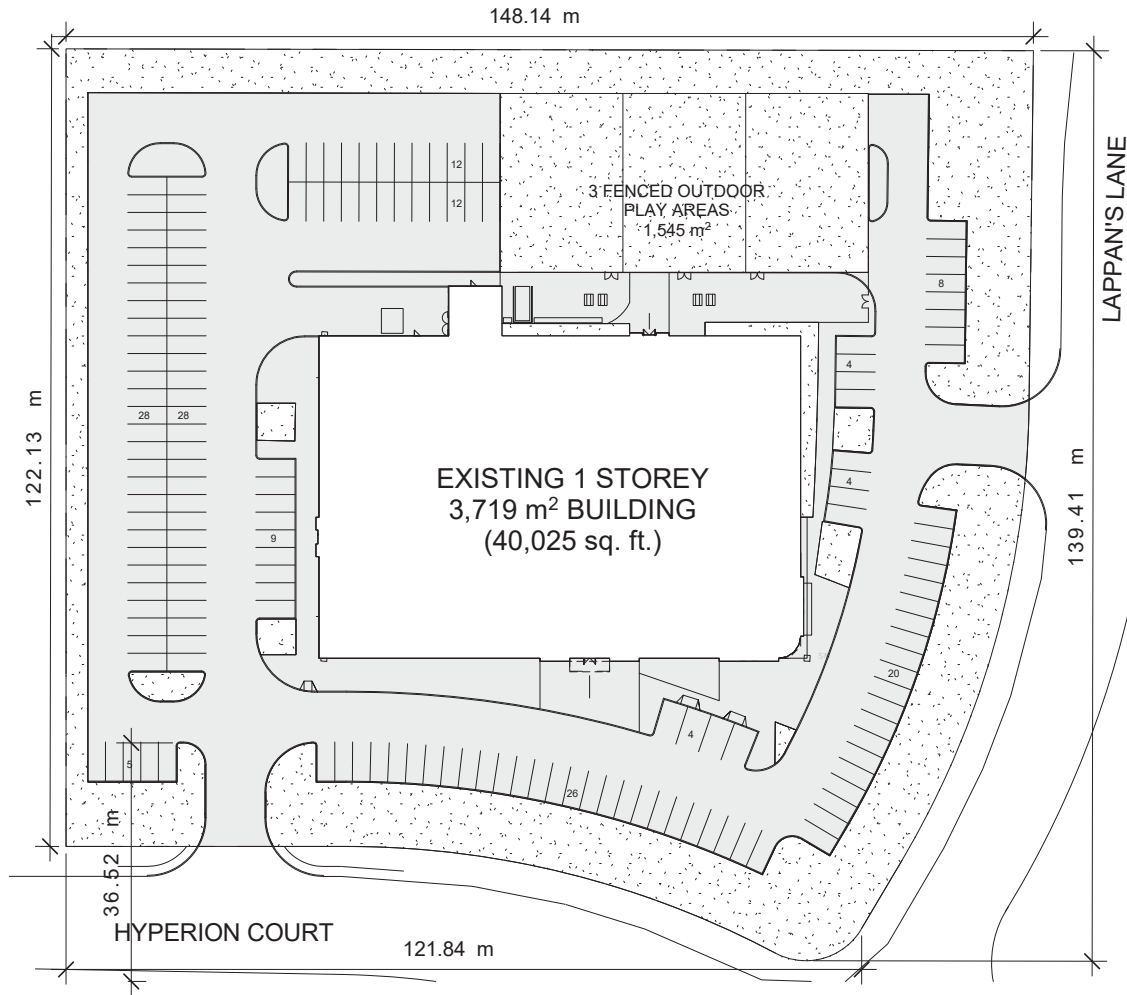 148.14 m
12
12
3 FENCED OUTDOOR
PLAY AREAS
1,545 m²
LAPPAN'S LANE
8
4
28 28
122.13 m
EXISTING 1 STOREY
3,719 m² BUILDING
(40,025 sq. ft.)
4
9
139.41 m
20
4
5
26
36.52 m
HYPERION COURT
121.84 m